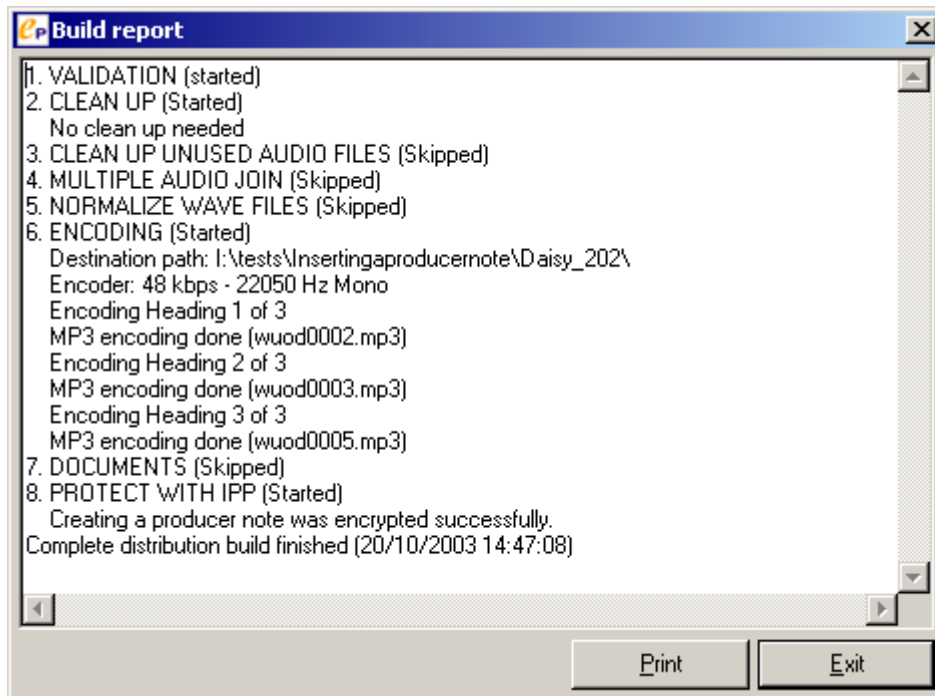 eP Build report
1. VALIDATION (started)
2. CLEAN UP (Started)
No clean up needed
3. CLEAN UP UNUSED AUDIO FILES (Skipped)
4. MULTIPLE AUDIO JOIN (Skipped)
5. NORMALIZE WAVE FILES (Skipped)
6. ENCODING (Started)
Destination path: I:\tests\Insertingaproducernote\Daisy_202\
Encoder: 48 kbps - 22050 Hz Mono
Encoding Heading 1 of 3
MP3 encoding done (wuod0002.mp3)
Encoding Heading 2 of 3
MP3 encoding done (wuod0003.mp3)
Encoding Heading 3 of 3
MP3 encoding done (wuod0005.mp3)
7. DOCUMENTS (Skipped)
8. PROTECT WITH IPP (Started)
Creating a producer note was encrypted successfully.
Complete distribution build finished (20/10/2003 14:47:08)
Print Exit